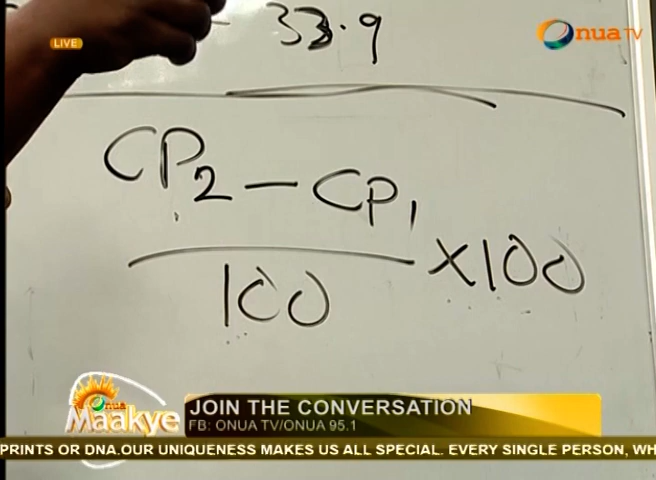 LIVE
33.9
Onua TV
CP2 - CP1
100
×100
Onua
Maakye
JOIN THE CONVERSATION
FB: ONUA TV/ONUA 95.1
PRINTS OR DNA.OUR UNIQUENESS MAKES US ALL SPECIAL. EVERY SINGLE PERSON, WH